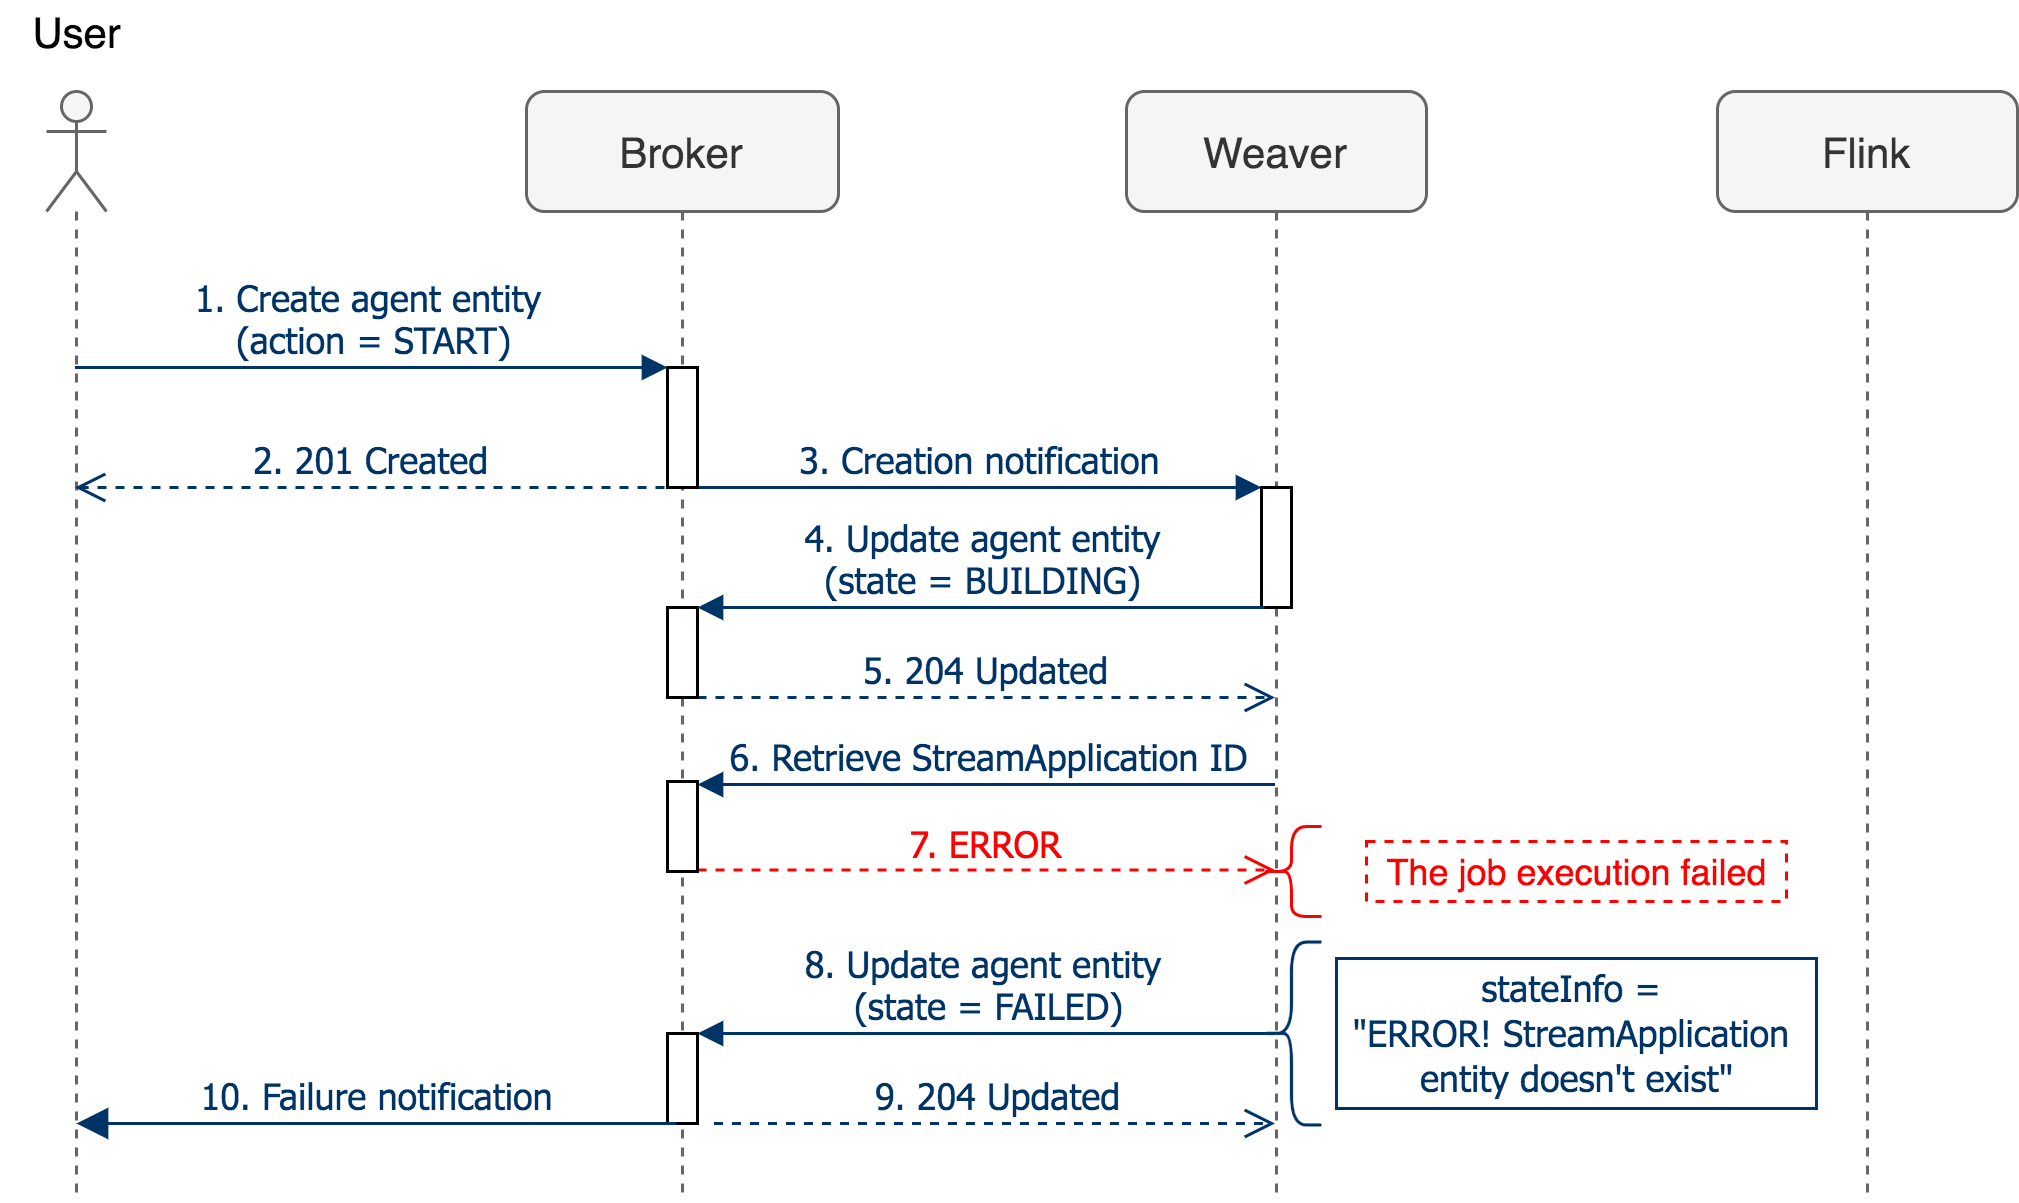 User
Broker
Weaver
Flink
1. Create agent entity
(action = START)
2. 201 Created
3. Creation notification
4. Update agent entity
(state = BUILDING)
5. 204 Updated
6. Retrieve StreamApplication ID
7. ERROR
The job execution failed
8. Update agent entity
(state = FAILED)
stateInfo =
"ERROR! StreamApplication
entity doesn't exist"
10. Failure notification
9. 204 Updated